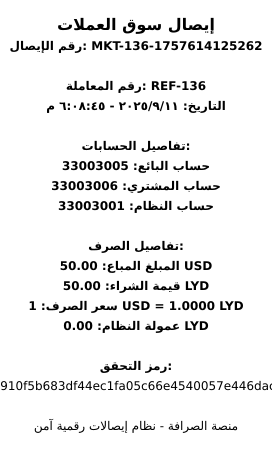 إيصال سوق العملات
رقم الإيصال: MKT-136-1757614125262
رقم المعاملة: REF-136
التاريخ: ٢٠٢٥/٩/١١ - ٦:٠٨:٤٥ م
تفاصيل الحسابات:
حساب البائع: 33003005
حساب المشتري: 33003006
حساب النظام: 33003001
تفاصيل الصرف:
المبلغ المباع: 50.00 USD
قيمة الشراء: 50.00 LYD
سعر الصرف: 1 USD = 1.0000 LYD
عمولة النظام: 0.00 LYD
رمز التحقق:
910f5b683df44ec1fa05c66e4540057e446dac
منصة الصرافة - نظام إيصالات رقمية آمن